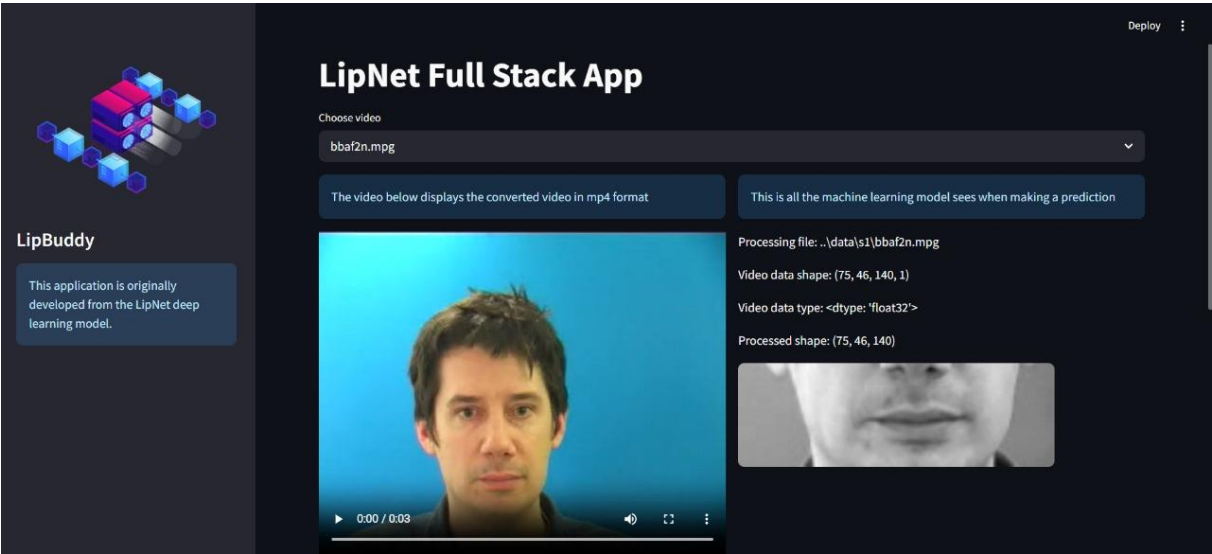 Deploy
LipNet Full Stack App
Choose video
bbaf2n.mpg
The video below displays the converted video in mp4 format
This is all the machine learning model sees when making a prediction
LipBuddy
This application is originally
developed from the LipNet deep
learning model.
Processing file: ..\data\s1\bbaf2n.mpg
Video data shape: (75, 46, 140, 1)
Video data type: <dtype: 'float32'>
Processed shape: (75, 46, 140)
0:00 / 0:03